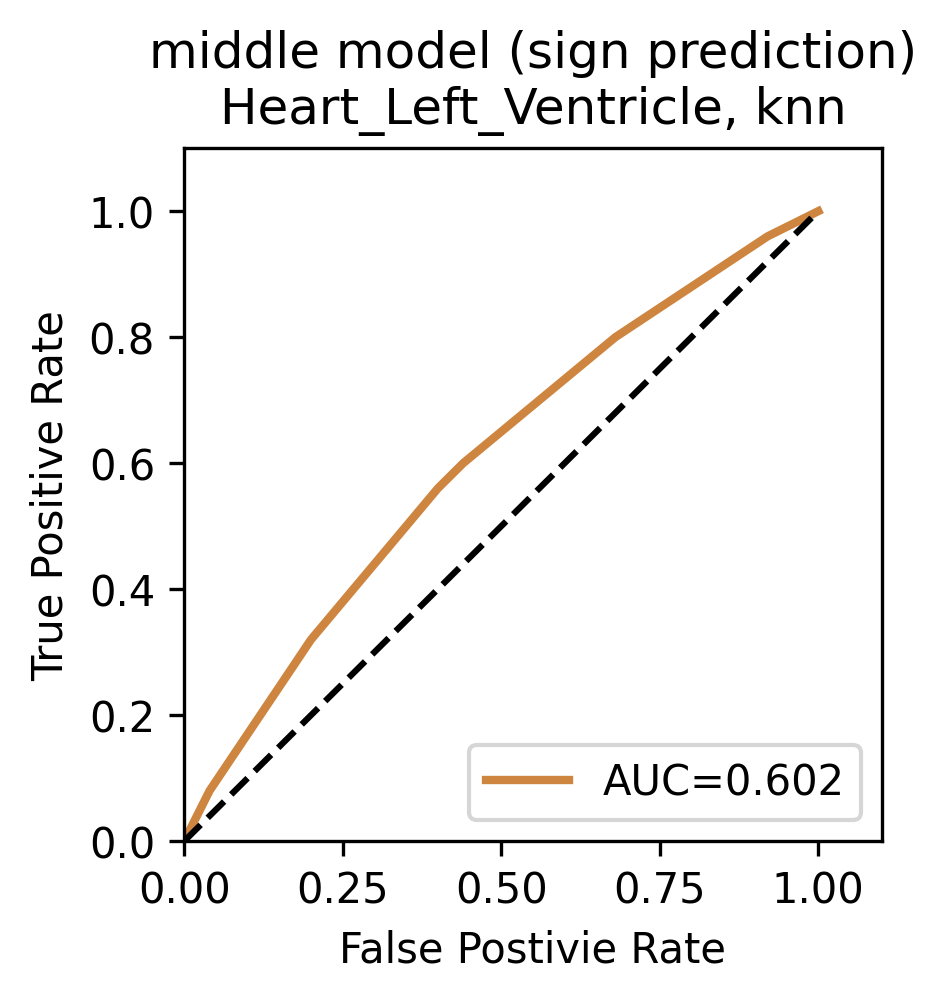 middle model (sign prediction)
Heart_Left_Ventricle, knn
True Positive Rate
1.0
0.8
0.6
0.4
0.2
0.0
AUC=0.602
0.00 0.25 0.50 0.75 1.00
False Postivie Rate